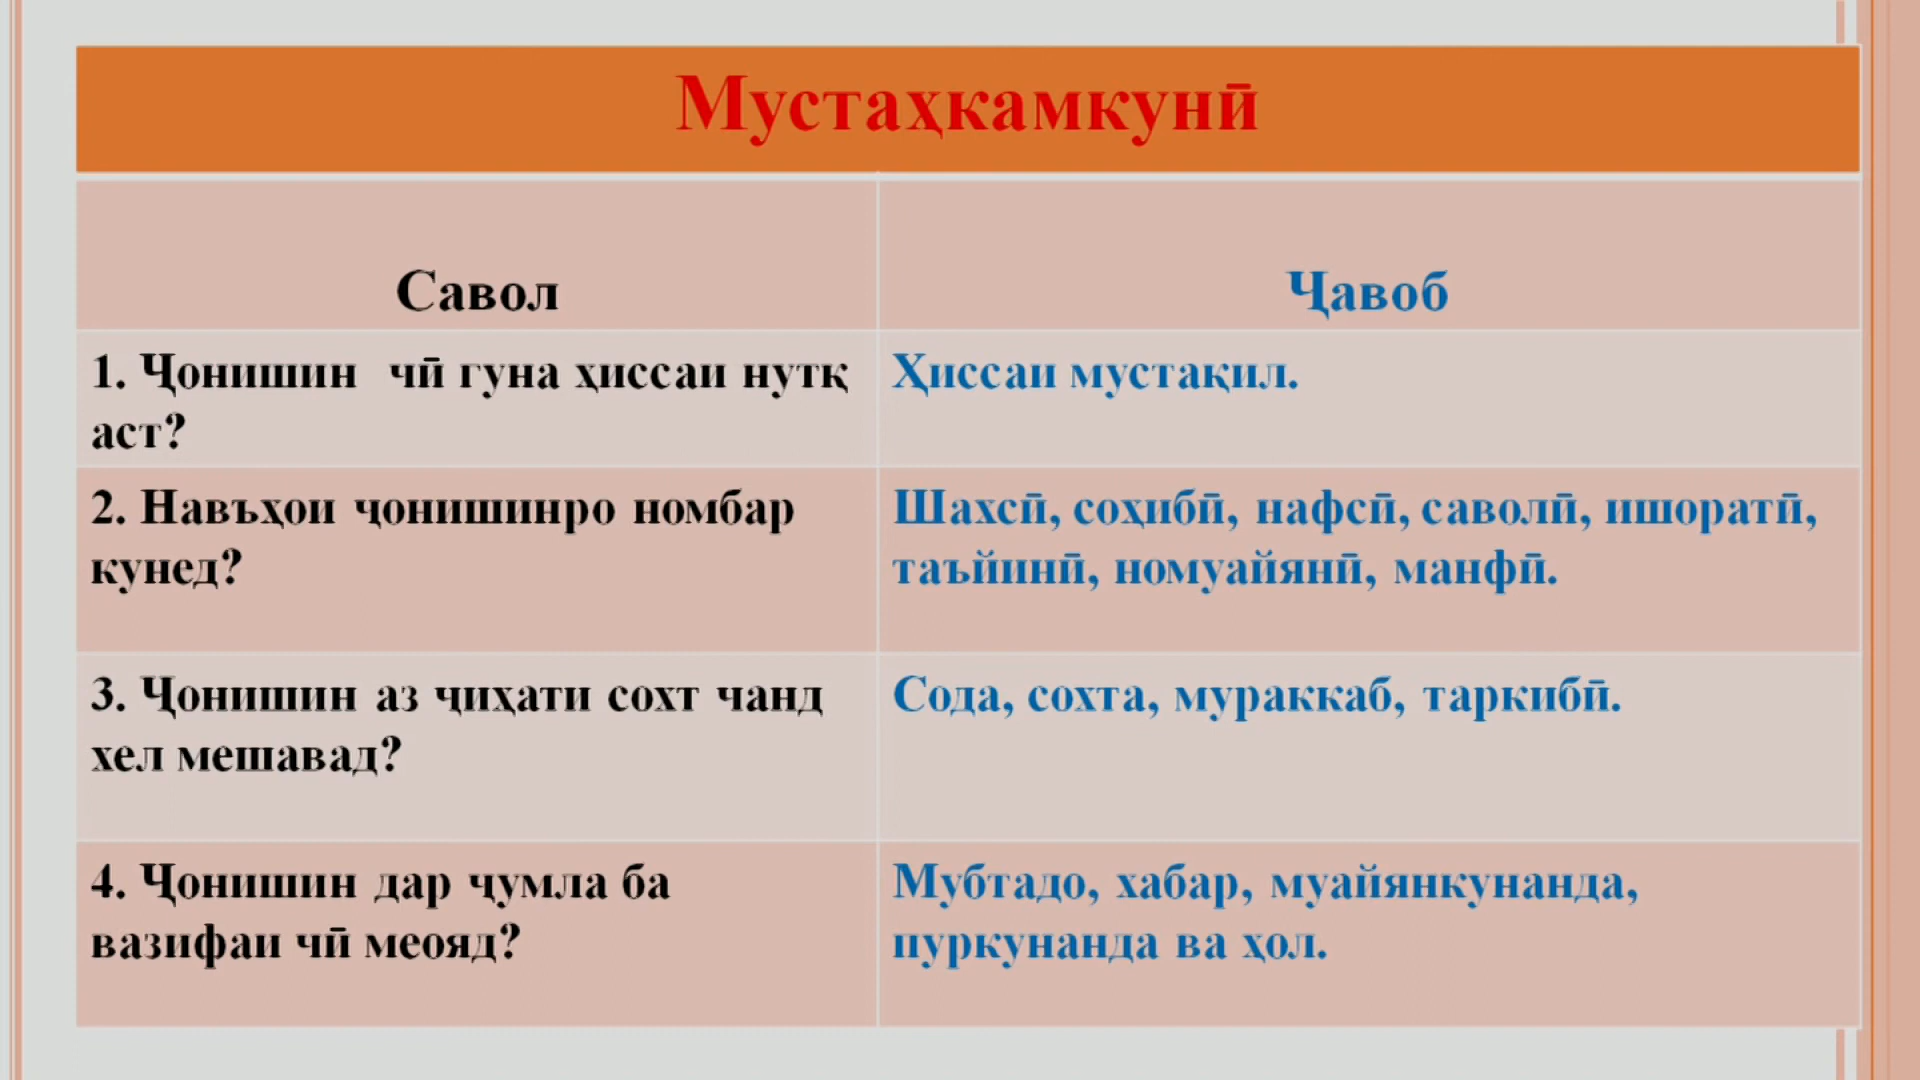 Мустаҳкамкунӣ
Савол
Ҷавоб
1. Ҷонишин чӣ гуна ҳиссаи нутқ
аст?
Ҳиссаи мустақил.
2. Навъҳои ҷонишинро номбар
кунед?
Шахсӣ, соҳибӣ, нафсӣ, саволӣ, ишоратӣ,
таъйинӣ, номуайянӣ, манфӣ.
3. Ҷонишин аз ҷиҳати сохт чанд
хел мешавад?
Сода, сохта, мураккаб, таркибӣ.
4. Ҷонишин дар ҷумла ба
вазифаи чӣ меояд?
Мубтадо, хабар, муайянкунанда,
пуркунанда ва ҳол.